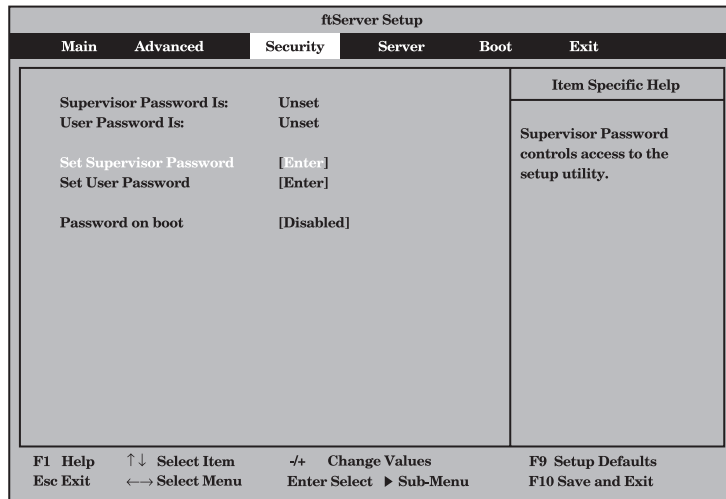 ftServer Setup
Main Advanced Security Server Boot Exit
Supervisor Password Is: Unset
User Password Is: Unset
Set Supervisor Password [Enter]
Set User Password [Enter]
Password on boot [Disabled]
Item Specific Help
Supervisor Password
controls access to the
setup utility.
F1 Help ↑↓ Select Item -/+ Change Values F9 Setup Defaults
Esc Exit ←→ Select Menu Enter Select ▶ Sub-Menu F10 Save and Exit